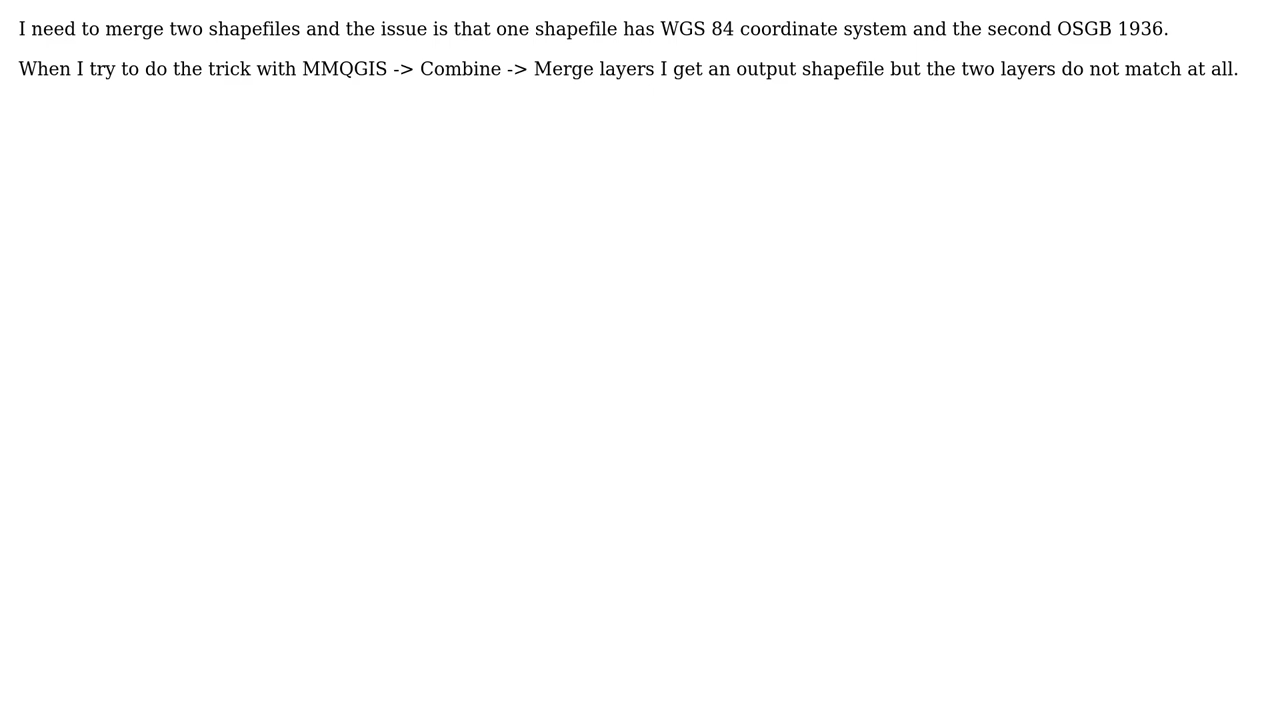 I need to merge two shapefiles and the issue is that one shapefile has WGS 84 coordinate system and the second OSGB 1936.
When I try to do the trick with MMQGIS -> Combine -> Merge layers I get an output shapefile but the two layers do not match at all.